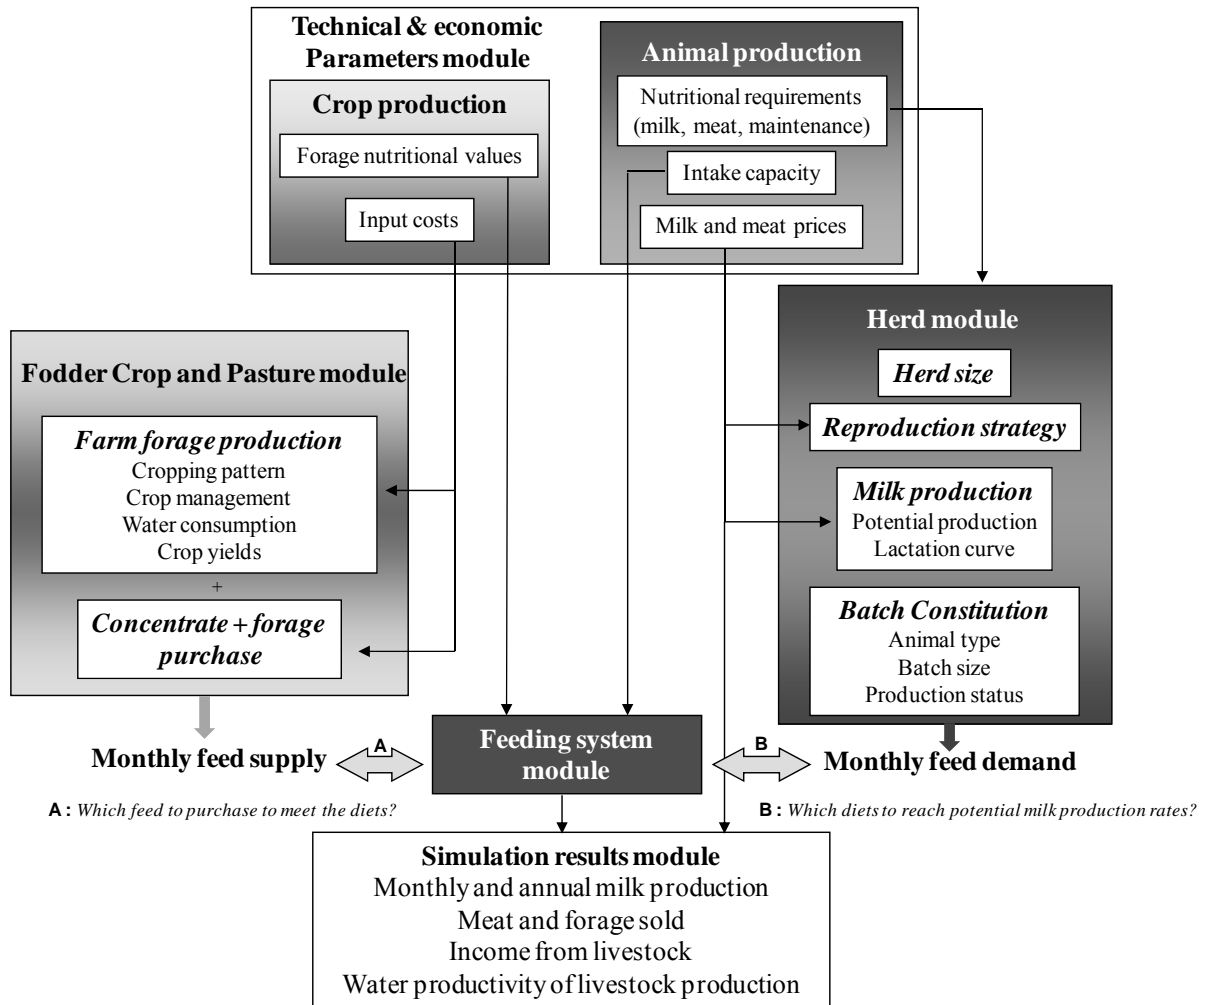 Technical & economic
Parameters module
Crop production
Forage nutritional values
Input costs
Animal production
Nutritional requirements
(milk, meat, maintenance)
Intake capacity
Milk and meat prices
Fodder Crop and Pasture module
Farm forage production
Cropping pattern
Crop management
Water consumption
Crop yields
+
Concentrate + forage
purchase
Herd module
Herd size
Reproduction strategy
Milk production
Potential production
Lactation curve
Batch Constitution
Animal type
Batch size
Production status
Monthly feed supply
A
Feeding system
module
B
Monthly feed demand
A : Which feed to purchase to meet the diets?
B : Which diets to reach potential milk production rates?
Simulation results module
Monthly and annual milk production
Meat and forage sold
Income from livestock
Water productivity of livestock production